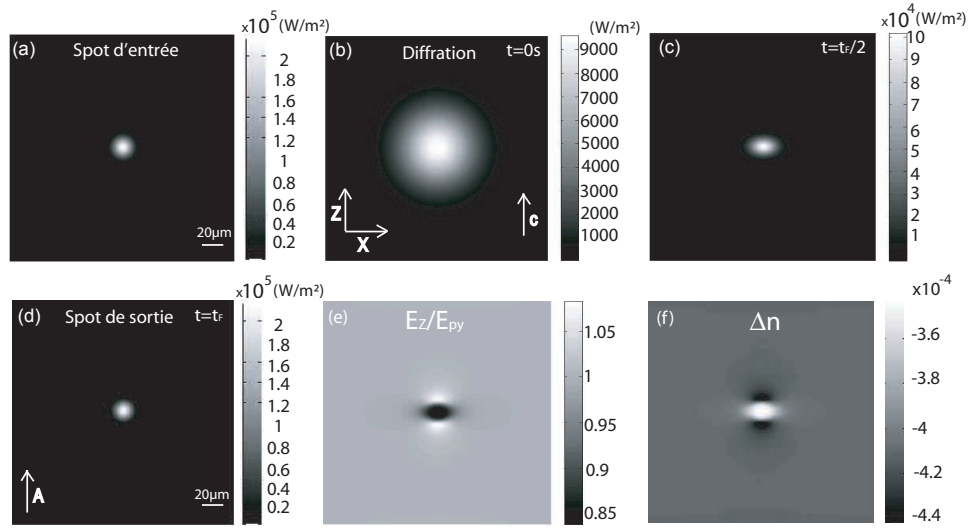 x10⁵ (W/m²)
(a) Spot d'entrée
2
1.8
1.6
1.4
1.2
1
0.8
0.6
0.4
0.2
20µm
(W/m²)
(b) Diffration t=0s
9000
8000
7000
6000
5000
4000
3000
2000
1000
Z
X
c
x10⁴ (W/m²)
(c) t=tF/2
10
9
8
7
6
5
4
3
2
1
x10⁵ (W/m²)
(d) Spot de sortie t=tF
2
1.8
1.6
1.4
1.2
1
0.8
0.6
0.4
0.2
A
20µm
(e) EZ/Epy
1.05
1
0.95
0.9
0.85
x10⁻⁴
(f) Δn
-3.6
-3.8
-4
-4.2
-4.4